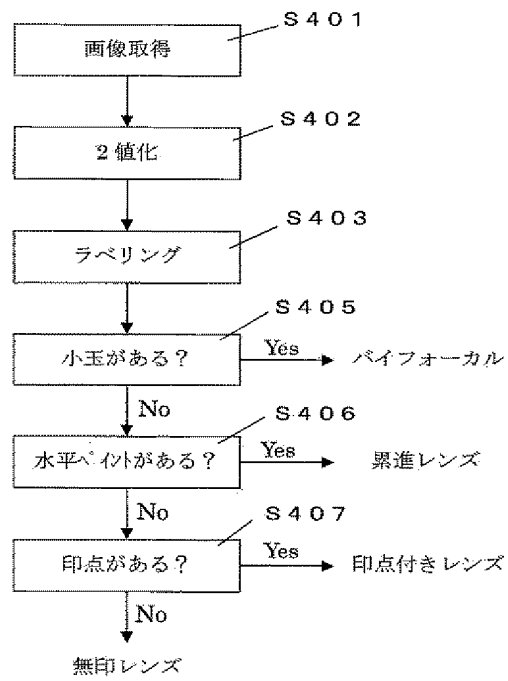 S401
画像取得
S402
2値化
S403
ラベリング
S405
小玉がある?
Yes
バイフォーカル
No
S406
水平ペイントがある?
Yes
累進レンズ
No
S407
印点がある?
Yes
印点付きレンズ
No
無印レンズ